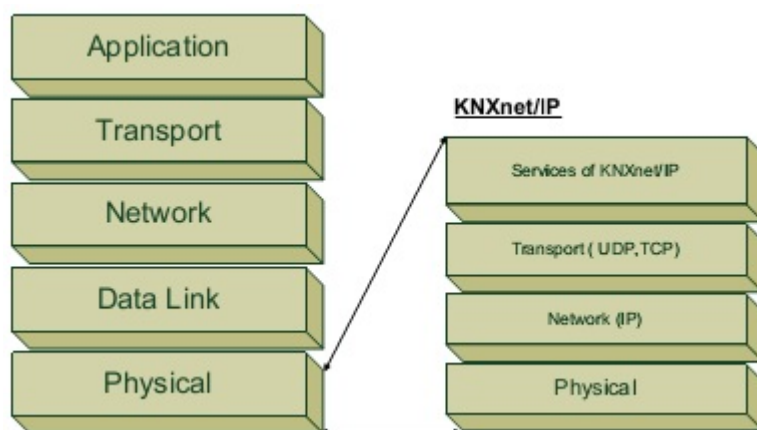 Application
Transport
Network
Data Link
Physical
KNXnet/IP
Services of KNXnet/IP
Transport ( UDP,TCP)
Network (IP)
Physical